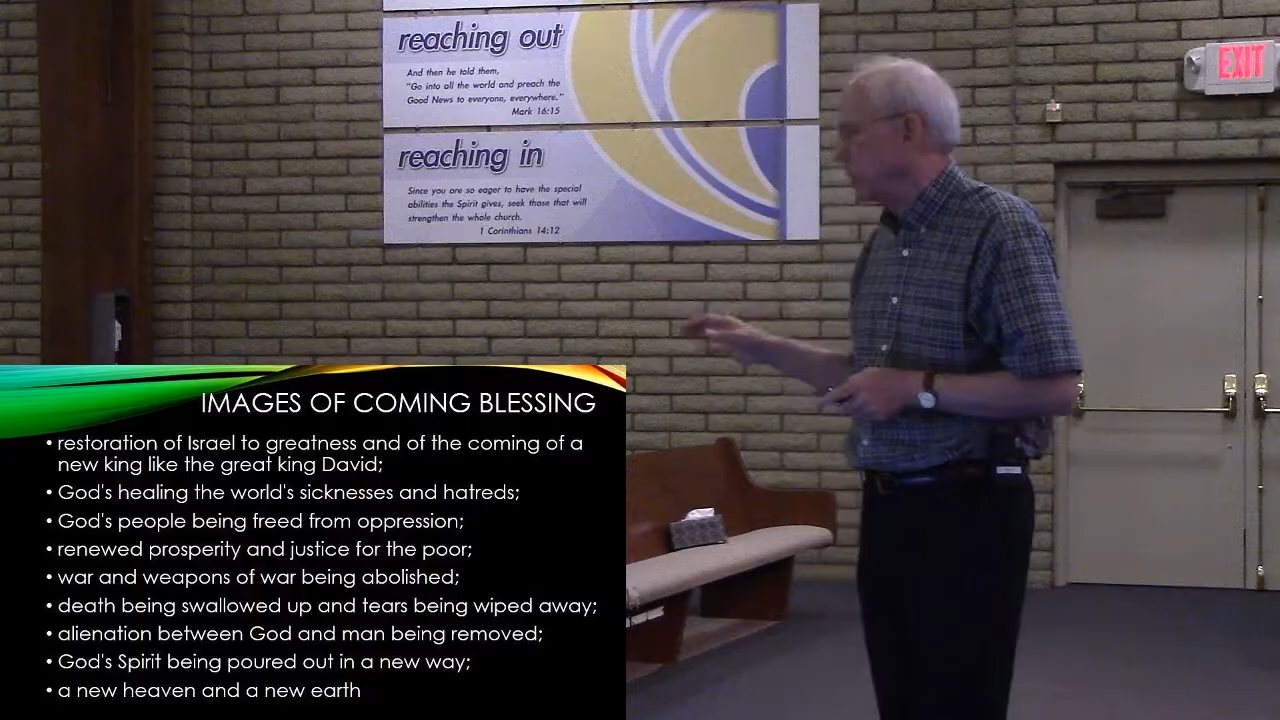 reaching out
And then he told them,
"Go into all the world and preach the
Good News to everyone, everywhere."
Mark 16:15
reaching in
Since you are so eager to have the special
abilities the Spirit gives, seek those that will
strengthen the whole church.
1 Corinthians 14:12
EXIT
IMAGES OF COMING BLESSING
• restoration of Israel to greatness and of the coming of a
new king like the great king David;
• God's healing the world's sicknesses and hatreds;
• God's people being freed from oppression;
• renewed prosperity and justice for the poor;
• war and weapons of war being abolished;
• death being swallowed up and tears being wiped away;
• alienation between God and man being removed;
• God's Spirit being poured out in a new way;
• a new heaven and a new earth